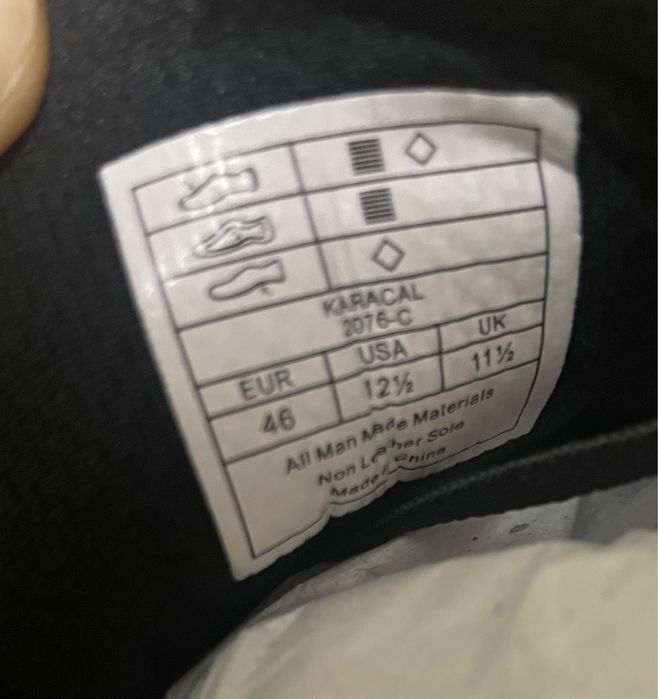 KARACAL
2076-C
EUR USA UK
46 12½ 11½
All Man Made Materials
Non Leather Sole
Made China